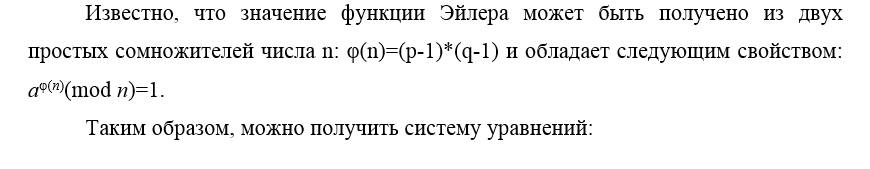 Известно, что значение функции Эйлера может быть получено из двух
простых сомножителей числа n: φ(n)=(p-1)*(q-1) и обладает следующим свойством:
a^φ(n)(mod n)=1.
Таким образом, можно получить систему уравнений: